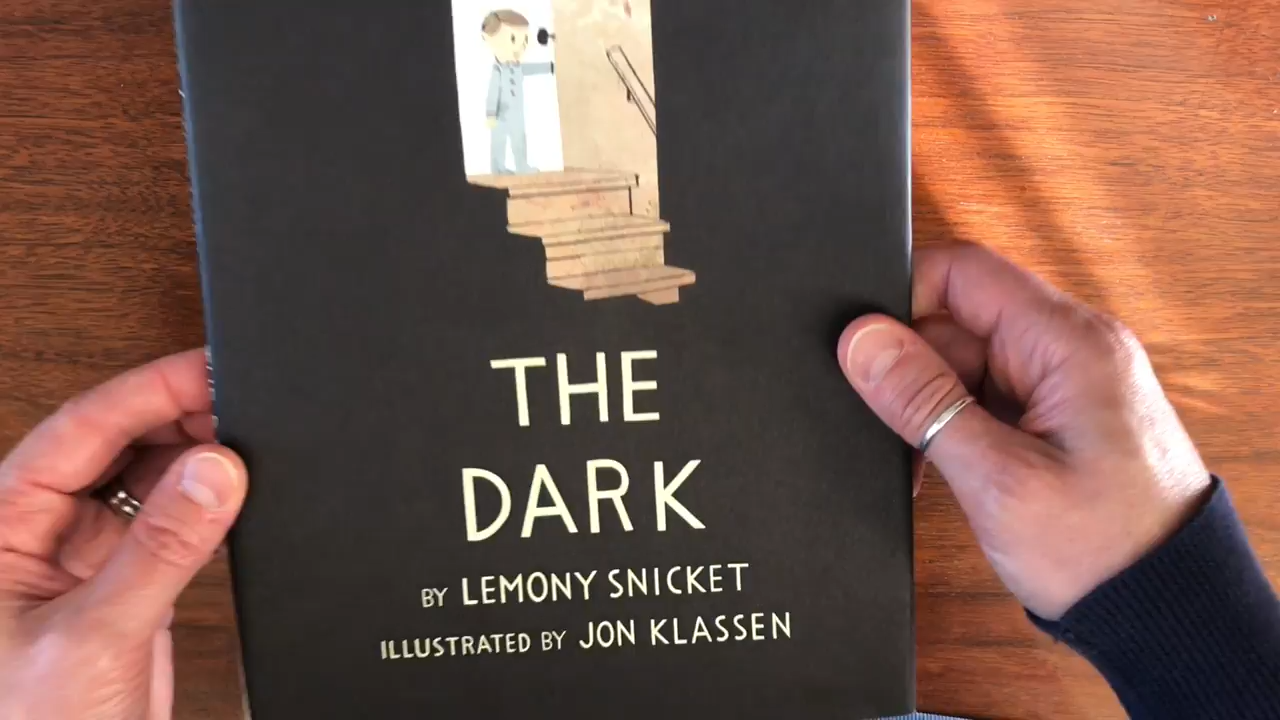 THE
DARK
BY LEMONY SNICKET
ILLUSTRATED BY JON KLASSEN